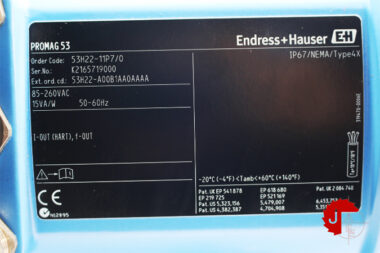 PROMAG 53
Endress+Hauser EH
Order Code: 53H22-11P7/0
Ser.No.: K2165719000
Ext.ord.cd.: 53H22-A00B1AA0AAAA
IP67/NEMA/Type4X
85-260VAC
15VA/W 50-60Hz
I-OUT (HART), f-OUT
-20°C (-4°F) <Tamb<+60°C (+140°F)
N12895
Pat. UK EP 541 878 EP 618 680 Pat. UK 2 084 740
EP 219 725 EP 521 169
Pat. US 5,323,156 5,479,007
Pat. US 4,382,387 4,704,908
J